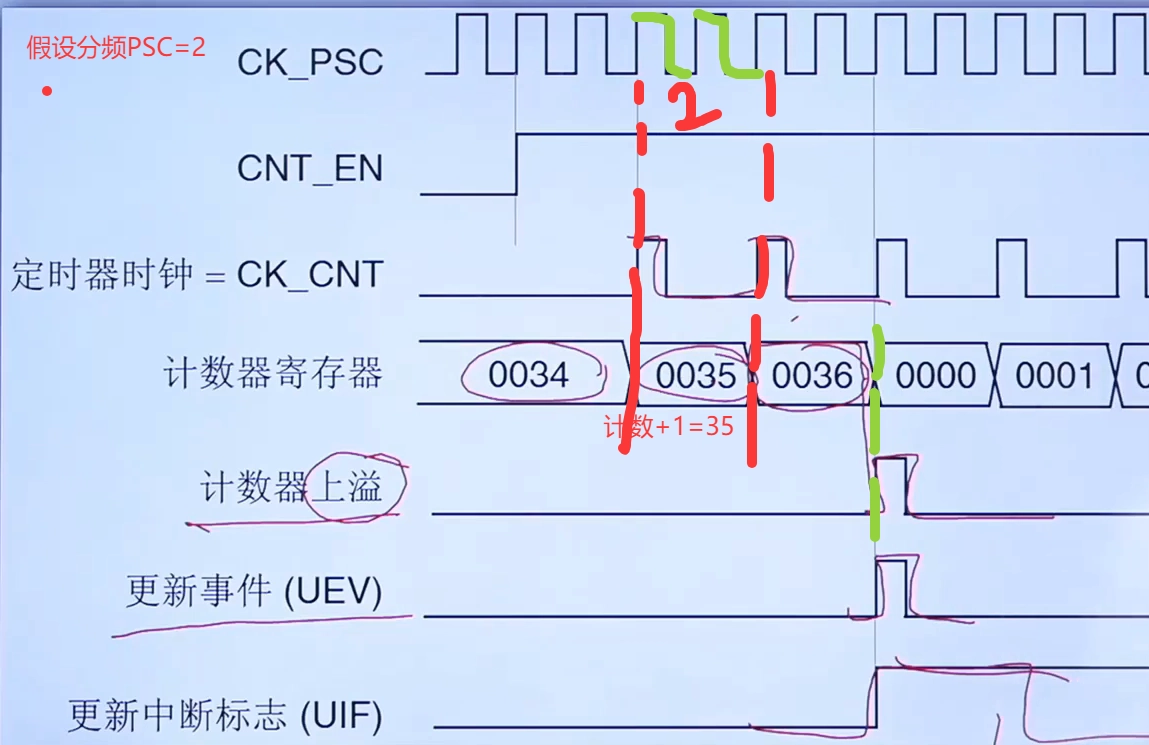 假设分频PSC=2
CK_PSC
2
CNT_EN
定时器时钟 = CK_CNT
计数器寄存器
0034
0035
0036
0000
0001
0
计数+1=35
计数器上溢
更新事件 (UEV)
更新中断标志 (UIF)